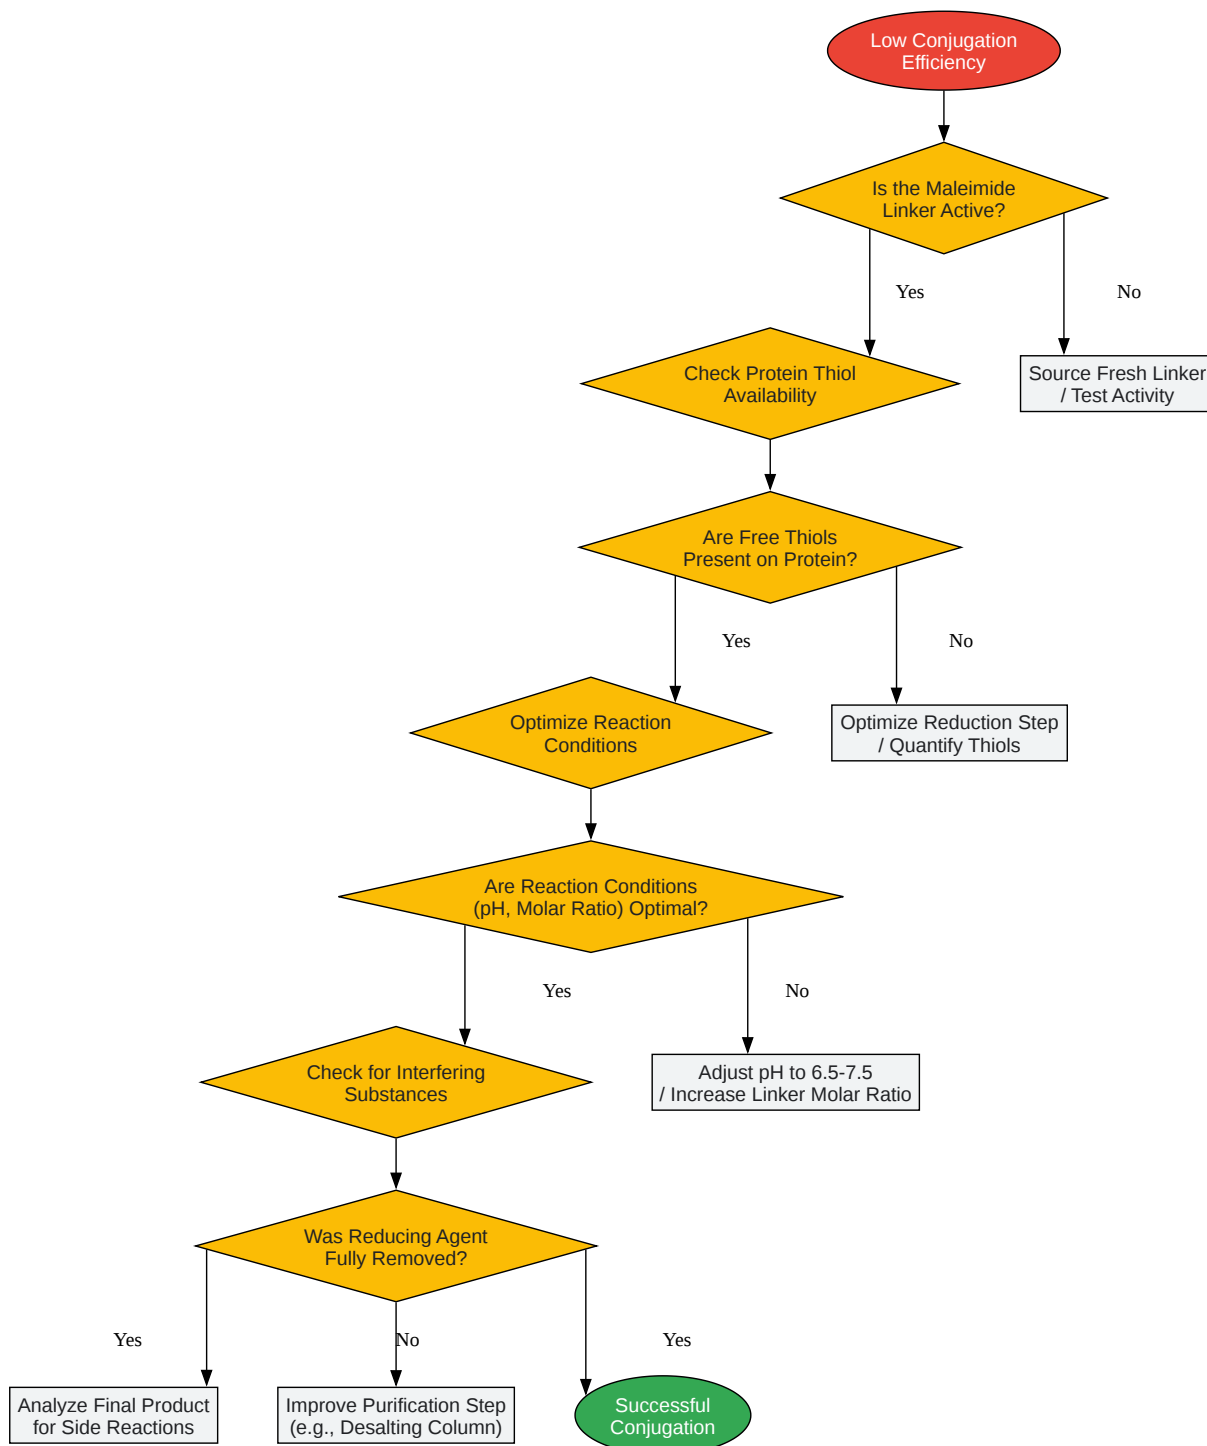 Low Conjugation
Efficiency
Is the Maleimide
Linker Active?
Yes
No
Check Protein Thiol
Availability
Source Fresh Linker
/ Test Activity
Are Free Thiols
Present on Protein?
Yes
No
Optimize Reaction
Conditions
Optimize Reduction Step
/ Quantify Thiols
Are Reaction Conditions
(pH, Molar Ratio) Optimal?
Yes
No
Check for Interfering
Substances
Adjust pH to 6.5-7.5
/ Increase Linker Molar Ratio
Was Reducing Agent
Fully Removed?
Yes
No
Yes
Analyze Final Product
for Side Reactions
Improve Purification Step
(e.g., Desalting Column)
Successful
Conjugation